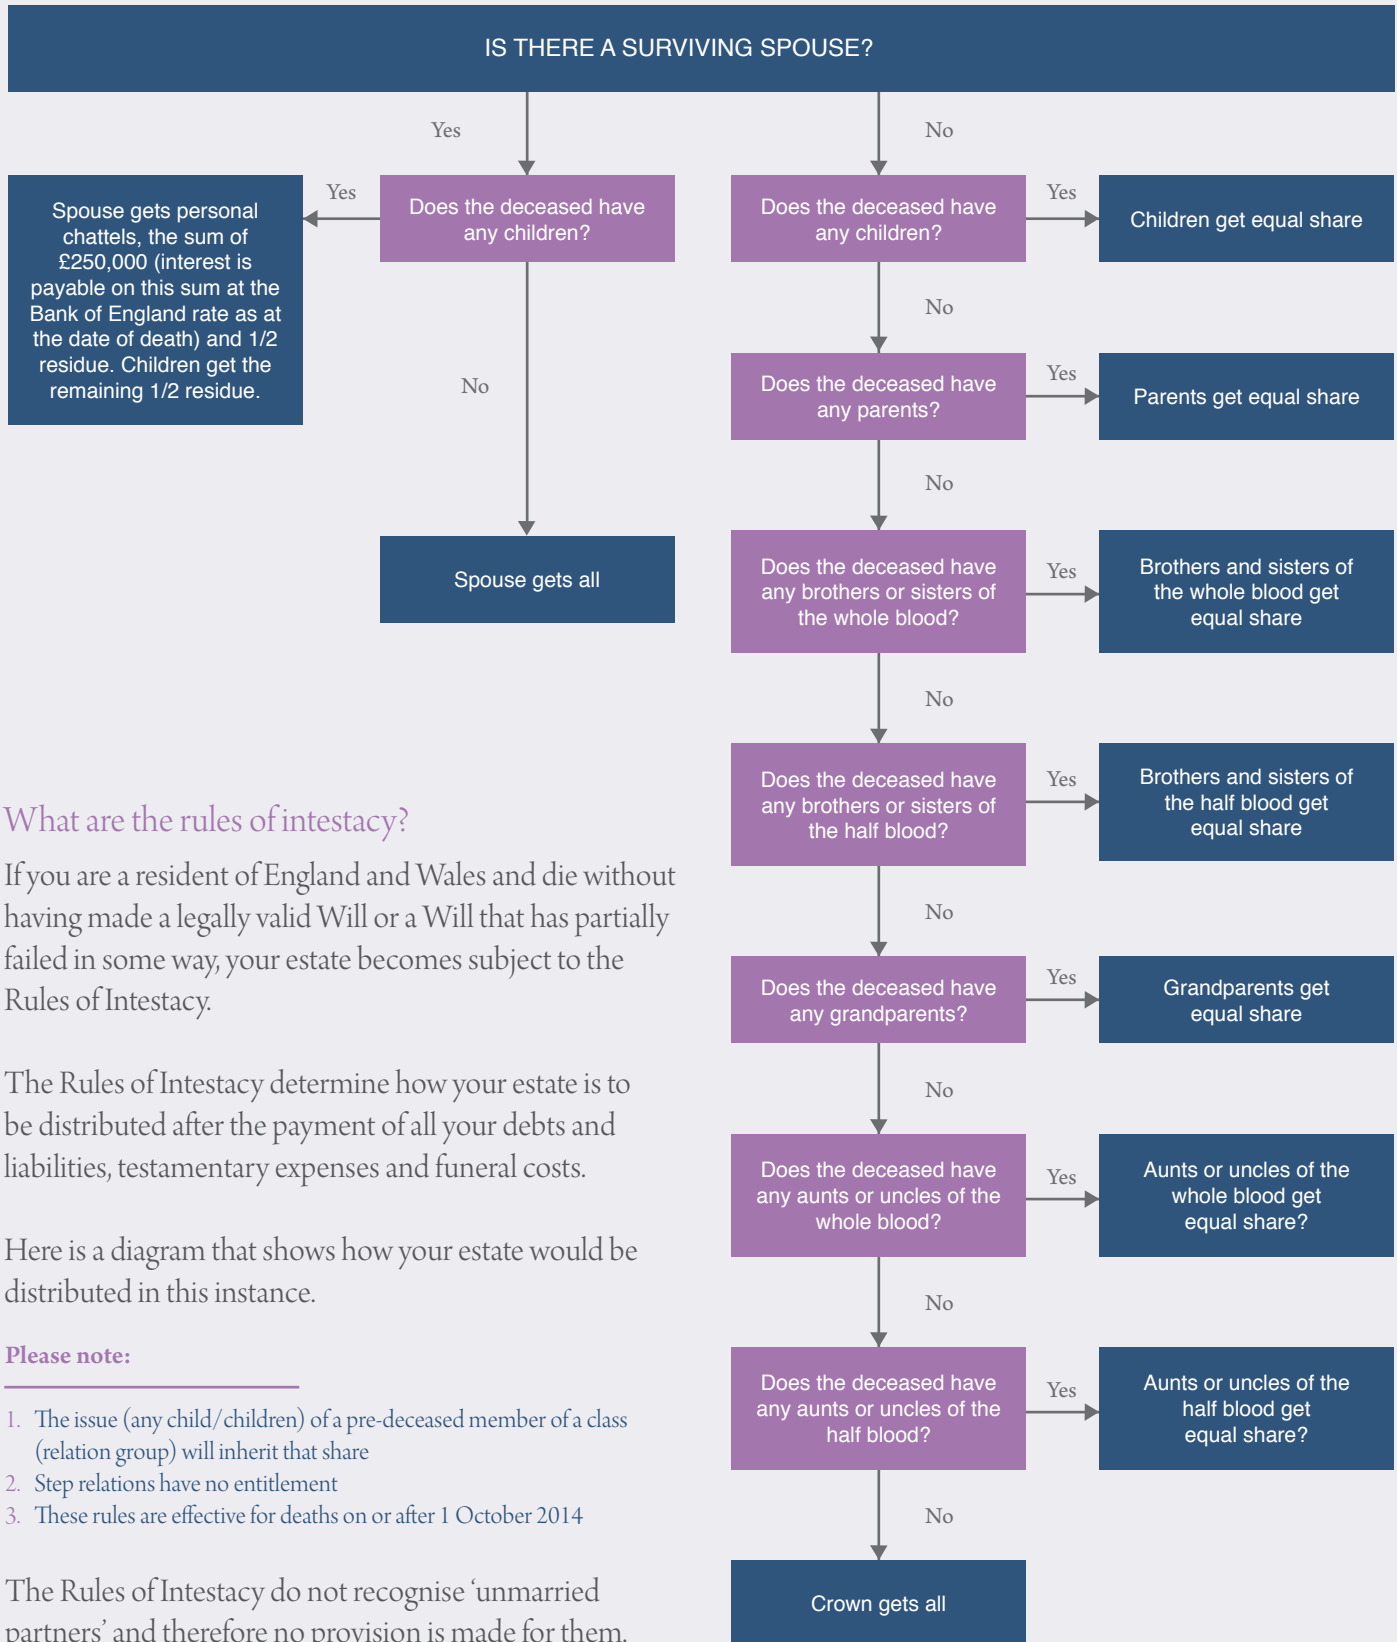 IS THERE A SURVIVING SPOUSE?
Yes
No
Spouse gets personal
chattels, the sum of
£250,000 (interest is
payable on this sum at the
Bank of England rate as at
the date of death) and 1/2
residue. Children get the
remaining 1/2 residue.
Yes
Does the deceased have
any children?
No
Spouse gets all
Does the deceased have
any children?
Yes
Children get equal share
No
Does the deceased have
any parents?
Yes
Parents get equal share
No
Does the deceased have
any brothers or sisters of
the whole blood?
Yes
Brothers and sisters of
the whole blood get
equal share
No
Does the deceased have
any brothers or sisters of
the half blood?
Yes
Brothers and sisters of
the half blood get
equal share
No
Does the deceased have
any grandparents?
Yes
Grandparents get
equal share
No
Does the deceased have
any aunts or uncles of the
whole blood?
Yes
Aunts or uncles of the
whole blood get
equal share?
No
Does the deceased have
any aunts or uncles of the
half blood?
Yes
Aunts or uncles of the
half blood get
equal share?
No
Crown gets all
What are the rules of intestacy?
If you are a resident of England and Wales and die without
having made a legally valid Will or a Will that has partially
failed in some way, your estate becomes subject to the
Rules of Intestacy.
The Rules of Intestacy determine how your estate is to
be distributed after the payment of all your debts and
liabilities, testamentary expenses and funeral costs.
Here is a diagram that shows how your estate would be
distributed in this instance.
Please note:
1. The issue (any child/children) of a pre-deceased member of a class
(relation group) will inherit that share
2. Step relations have no entitlement
3. These rules are effective for deaths on or after 1 October 2014
The Rules of Intestacy do not recognise ‘unmarried
partners’ and therefore no provision is made for them.